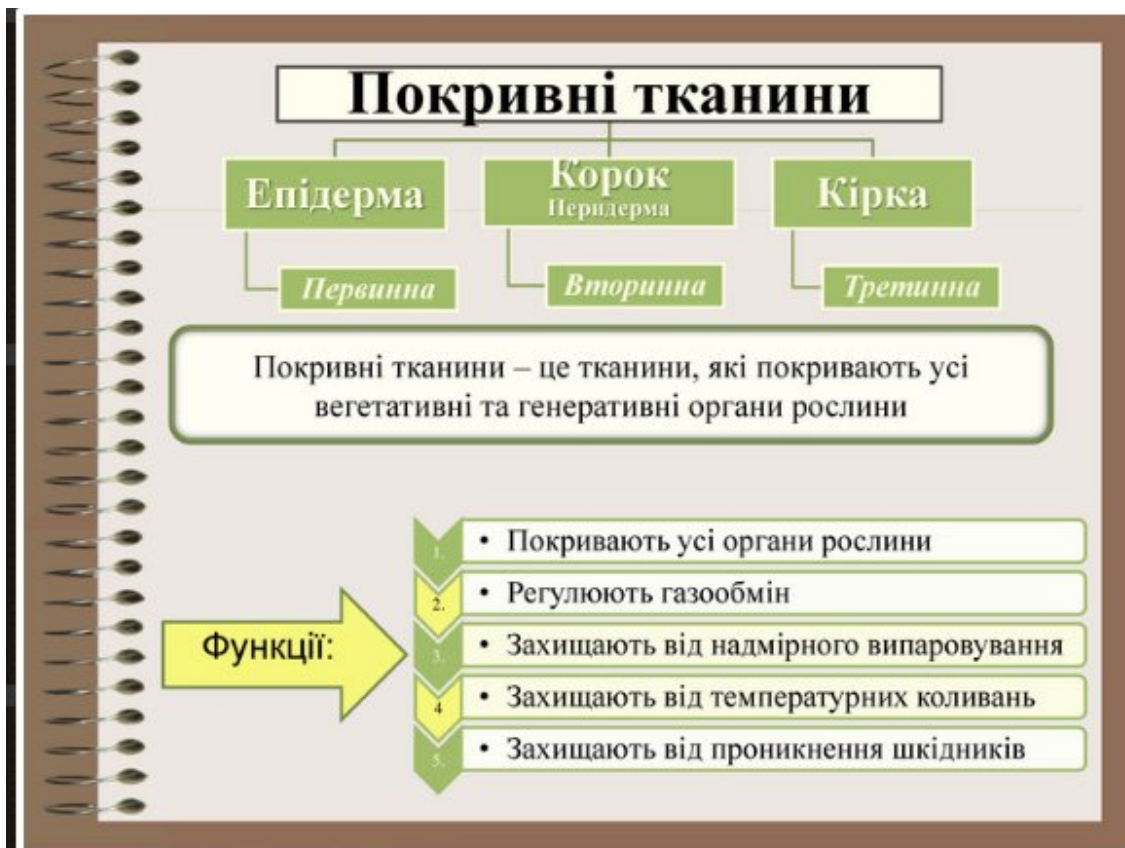 Покривні тканини
Епідерма
Корок
Перидерма
Кірка
Первинна
Вторинна
Третинна
Покривні тканини – це тканини, які покривають усі
вегетативні та генеративні органи рослини
Функції:
1. • Покривають усі органи рослини
2. • Регулюють газообмін
3. • Захищають від надмірного випаровування
4 • Захищають від температурних коливань
5. • Захищають від проникнення шкідників